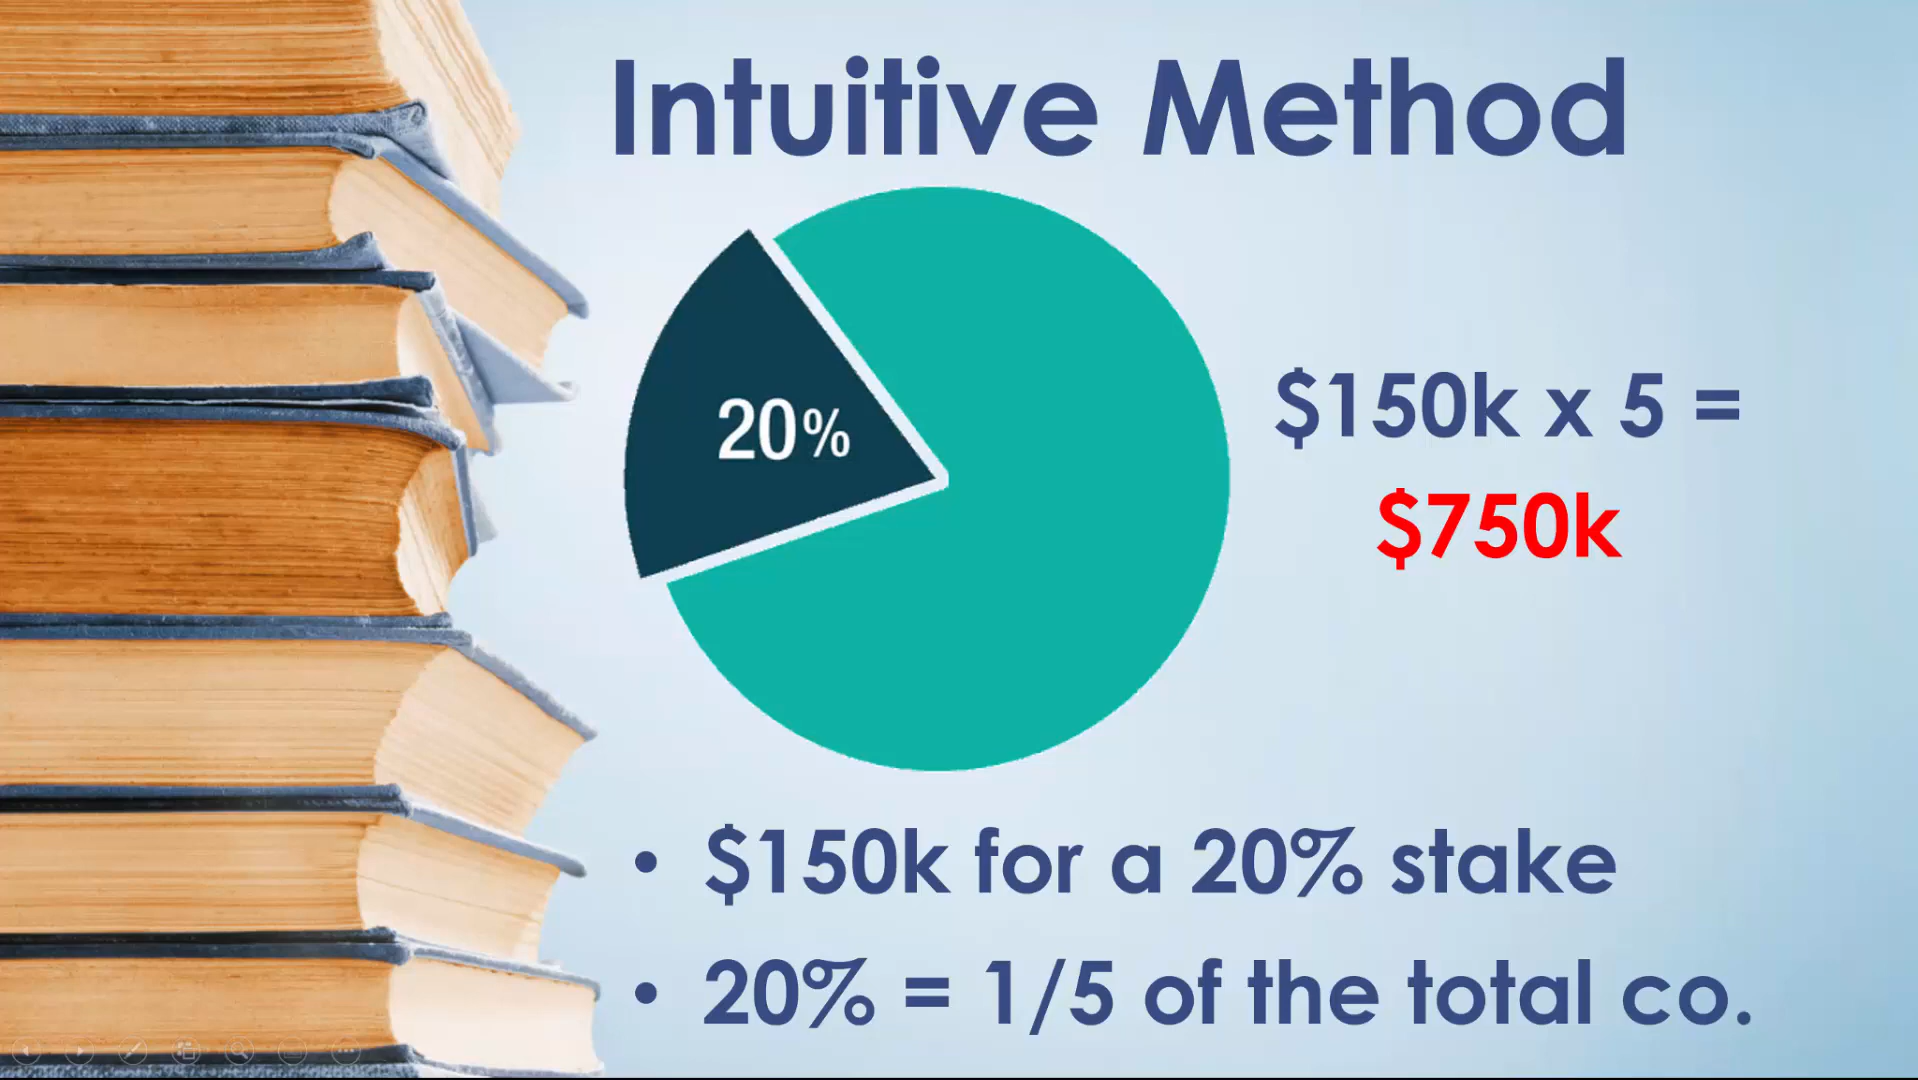 Intuitive Method
20%
$150k x 5 =
$750k
• $150k for a 20% stake
• 20% = 1/5 of the total co.